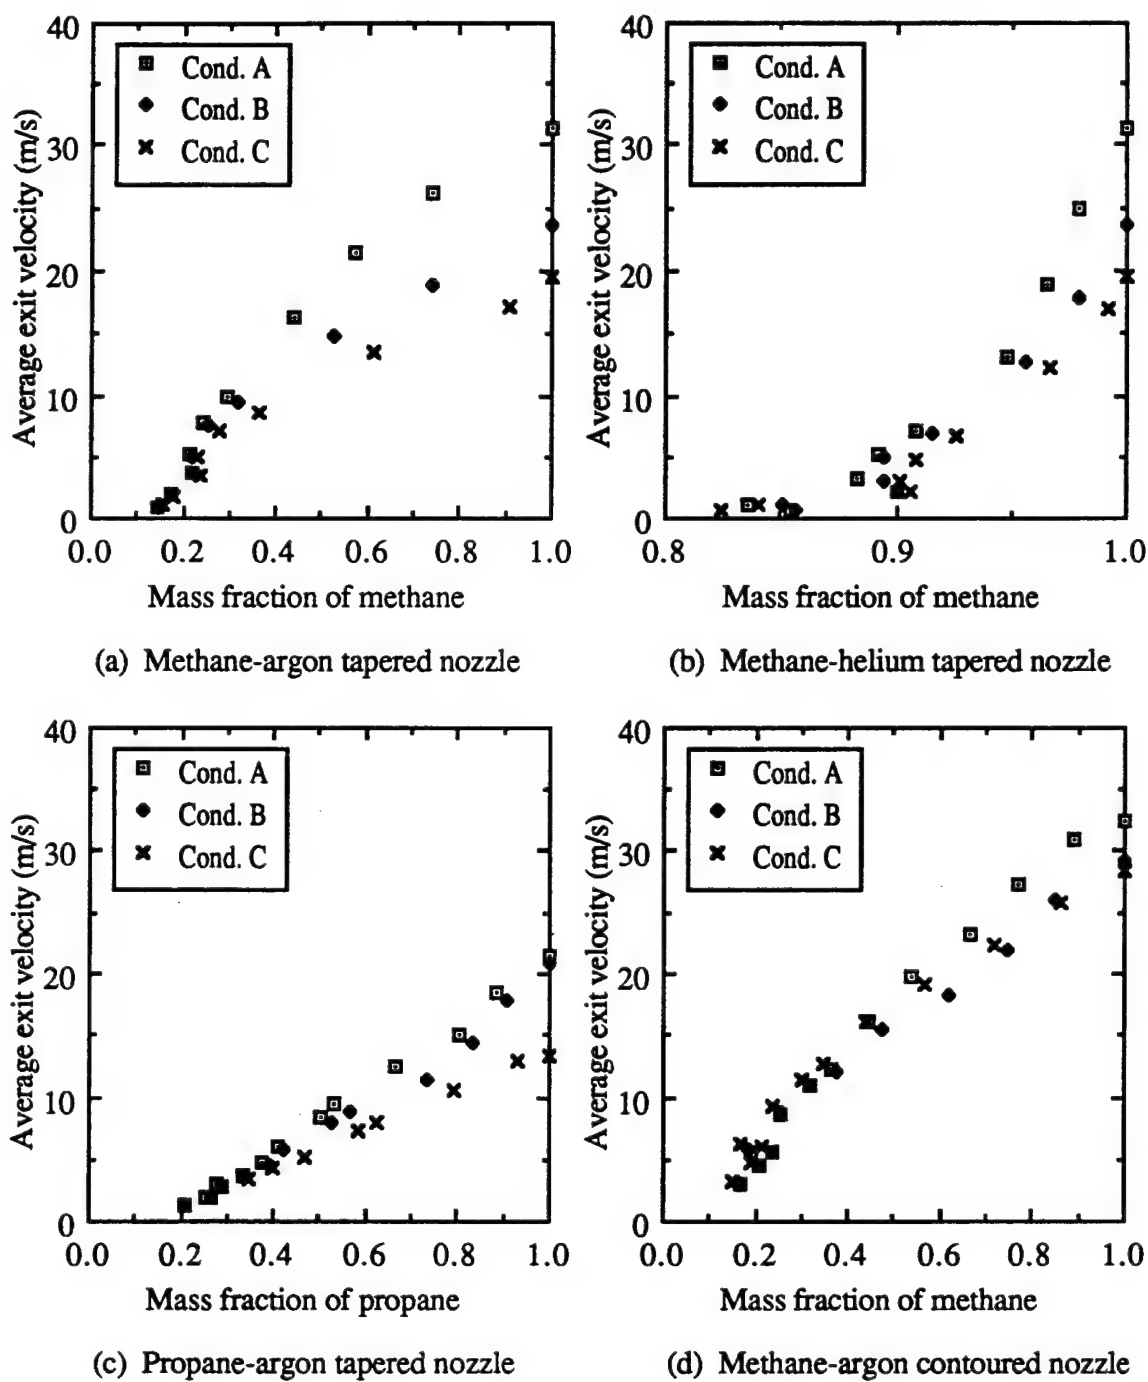 40
30
20
10
0
Average exit velocity (m/s)
Cond. A
Cond. B
Cond. C
0.0 0.2 0.4 0.6 0.8 1.0
Mass fraction of methane
(a) Methane-argon tapered nozzle
40
30
20
10
0
Average exit velocity (m/s)
Cond. A
Cond. B
Cond. C
0.8 0.9 1.0
Mass fraction of methane
(b) Methane-helium tapered nozzle
40
30
20
10
0
Average exit velocity (m/s)
Cond. A
Cond. B
Cond. C
0.0 0.2 0.4 0.6 0.8 1.0
Mass fraction of propane
(c) Propane-argon tapered nozzle
40
30
20
10
0
Average exit velocity (m/s)
Cond. A
Cond. B
Cond. C
0.0 0.2 0.4 0.6 0.8 1.0
Mass fraction of methane
(d) Methane-argon contoured nozzle